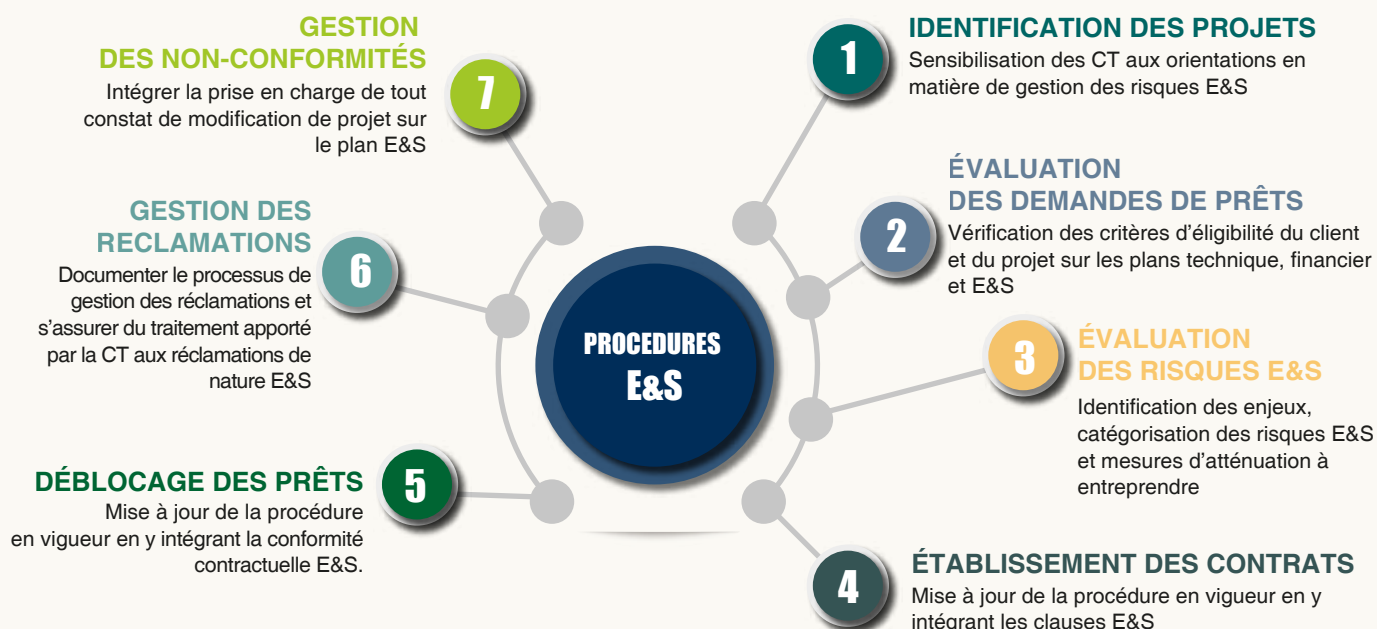 PROCEDURES
E&S
1
IDENTIFICATION DES PROJETS
Sensibilisation des CT aux orientations en
matière de gestion des risques E&S
2
ÉVALUATION
DES DEMANDES DE PRÊTS
Vérification des critères d'éligibilité du client
et du projet sur les plans technique, financier
et E&S
3
ÉVALUATION
DES RISQUES E&S
Identification des enjeux,
catégorisation des risques E&S
et mesures d'atténuation à
entreprendre
4
ÉTABLISSEMENT DES CONTRATS
Mise à jour de la procédure en vigueur en y
intégrant les clauses E&S
5
DÉBLOCAGE DES PRÊTS
Mise à jour de la procédure
en vigueur en y intégrant la conformité
contractuelle E&S.
6
GESTION DES
RECLAMATIONS
Documenter le processus de
gestion des réclamations et
s'assurer du traitement apporté
par la CT aux réclamations de
nature E&S
7
GESTION
DES NON-CONFORMITÉS
Intégrer la prise en charge de tout
constat de modification de projet sur
le plan E&S